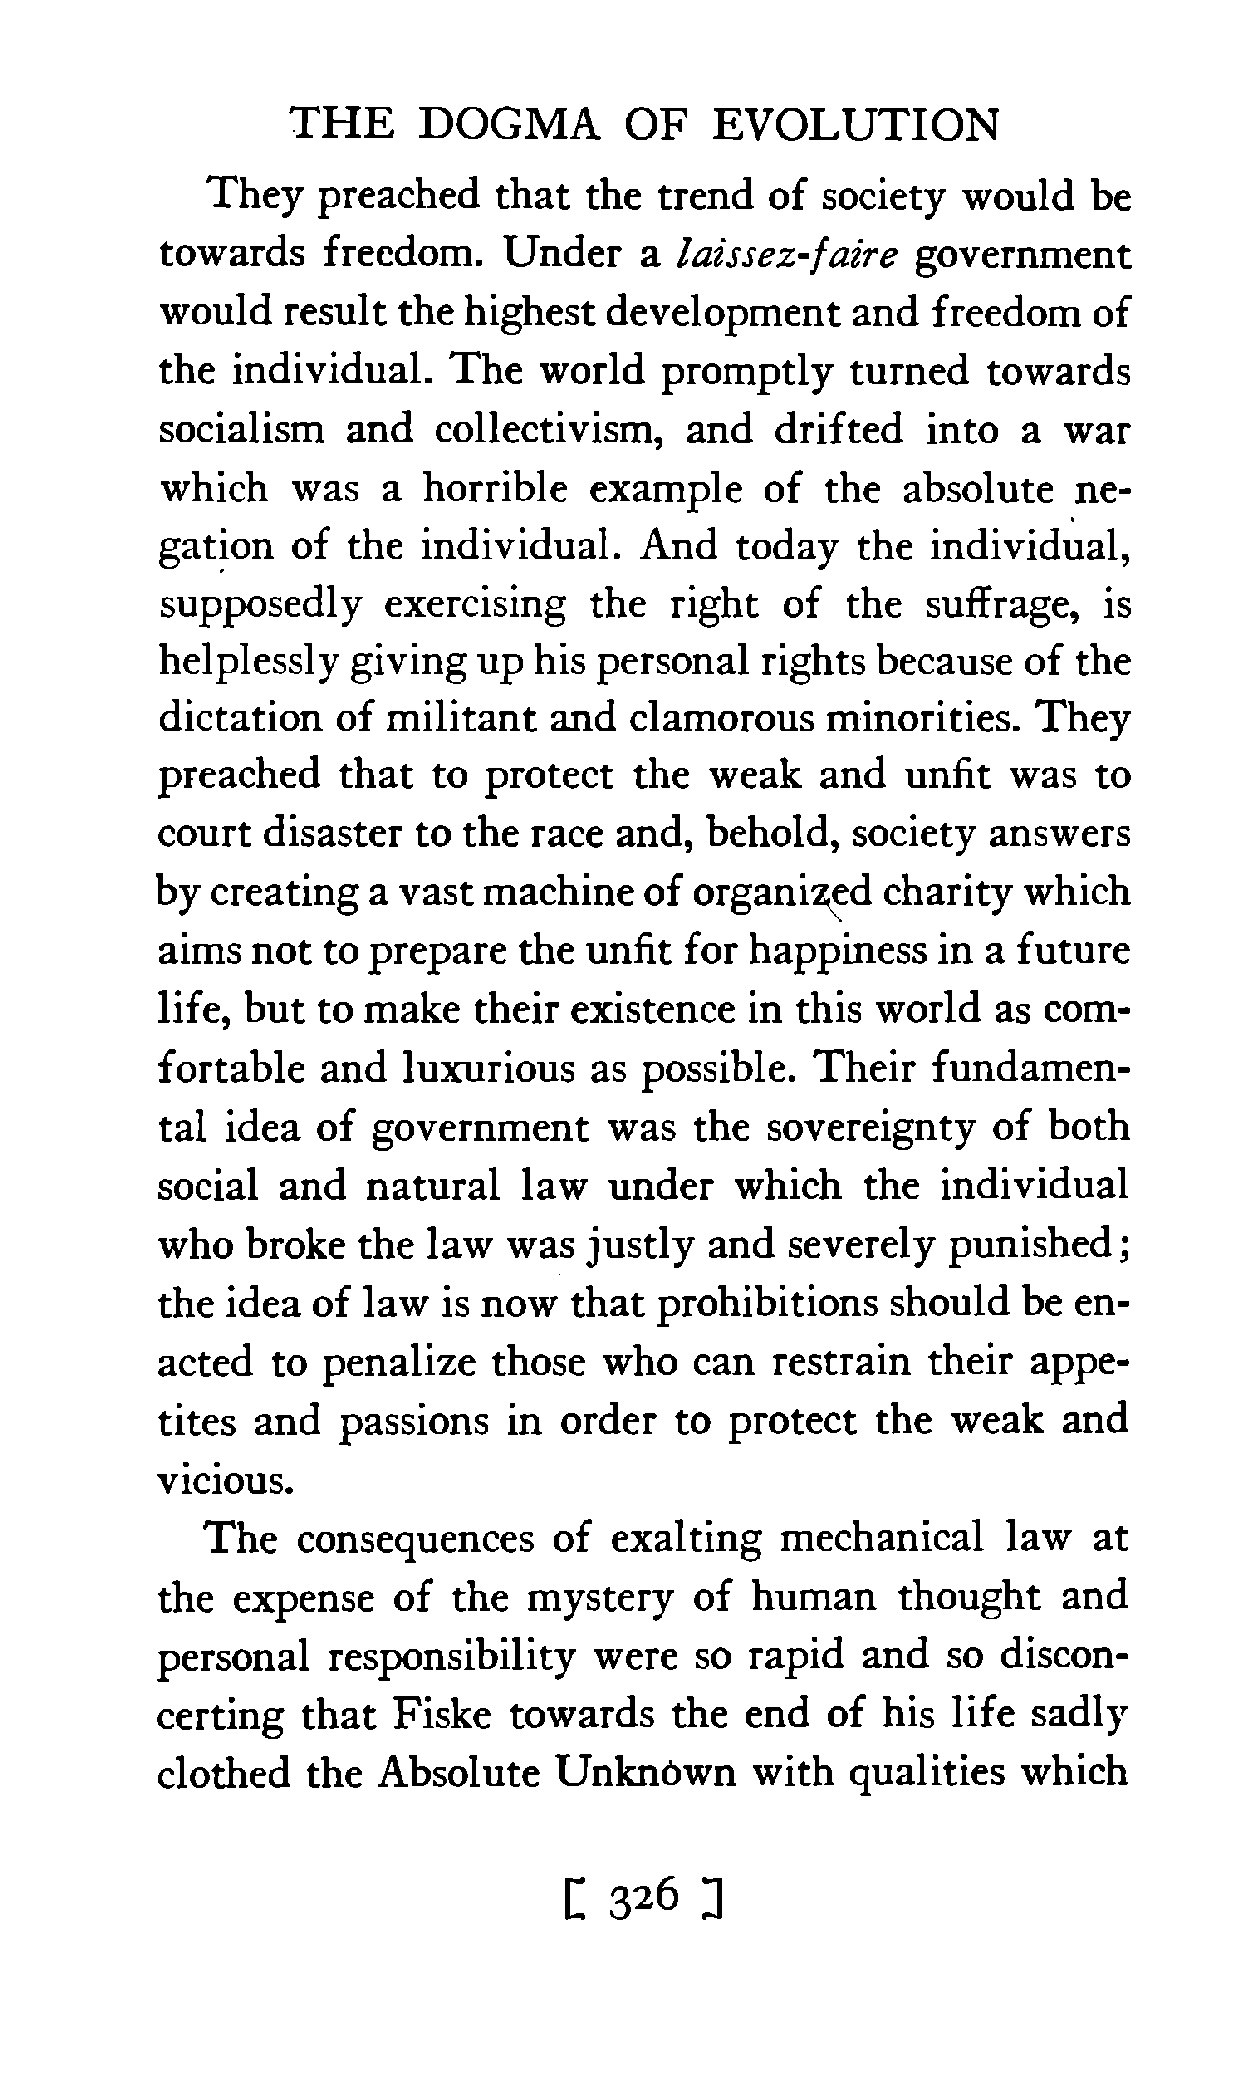 THE DOGMA OF EVOLUTION
They preached that the trend of society would be
towards freedom. Under a laissez-faire government
would result the highest development and freedom of
the individual. The world promptly turned towards
socialism and collectivism, and drifted into a war
which was a horrible example of the absolute ne-
gation of the individual. And today the individual,
supposedly exercising the right of the suffrage, is
helplessly giving up his personal rights because of the
dictation of militant and clamorous minorities. They
preached that to protect the weak and unfit was to
court disaster to the race and, behold, society answers
by creating a vast machine of organized charity which
aims not to prepare the unfit for happiness in a future
life, but to make their existence in this world as com-
fortable and luxurious as possible. Their fundamen-
tal idea of government was the sovereignty of both
social and natural law under which the individual
who broke the law was justly and severely punished;
the idea of law is now that prohibitions should be en-
acted to penalize those who can restrain their appe-
tites and passions in order to protect the weak and
vicious.
The consequences of exalting mechanical law at
the expense of the mystery of human thought and
personal responsibility were so rapid and so discon-
certing that Fiske towards the end of his life sadly
clothed the Absolute Unknown with qualities which
[ 326 ]